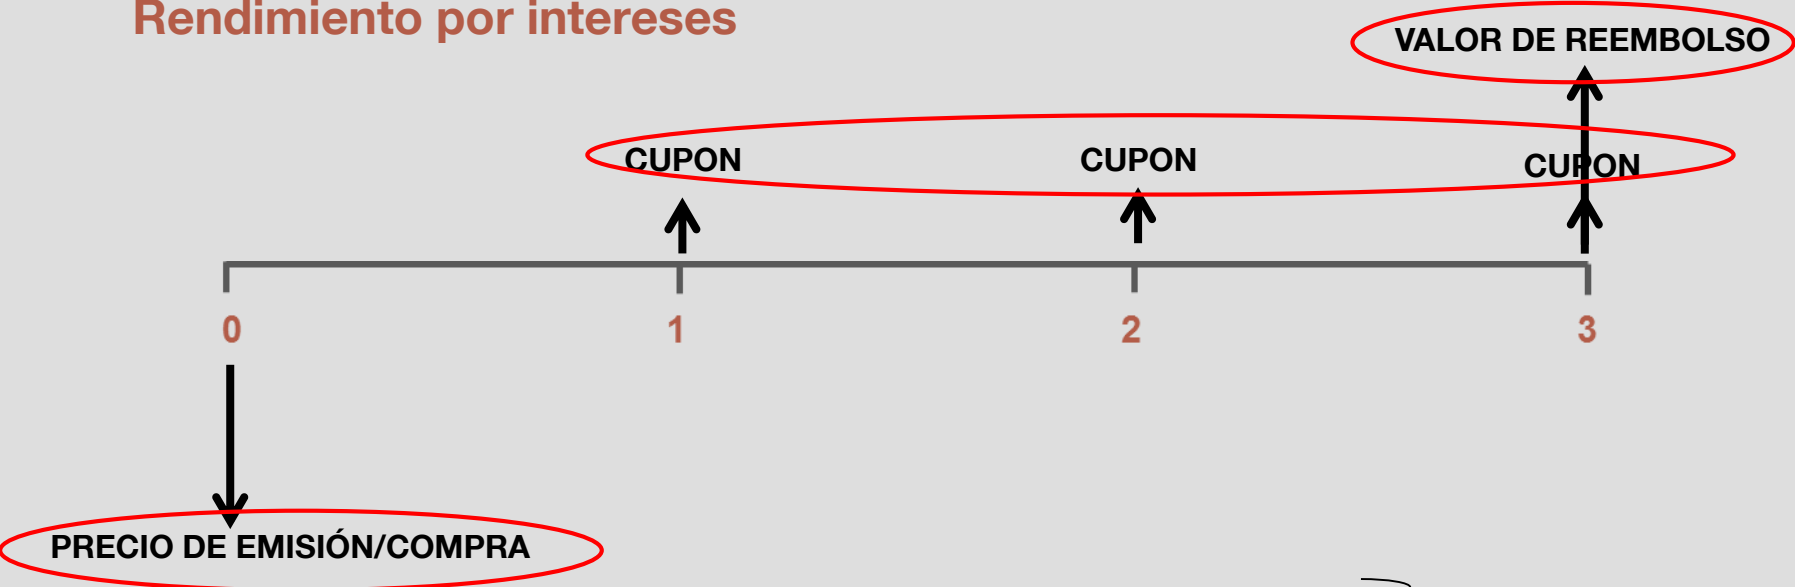 Rendimiento por intereses
VALOR DE REEMBOLSO
CUPON CUPON CUPON
0 1 2 3
PRECIO DE EMISIÓN/COMPRA